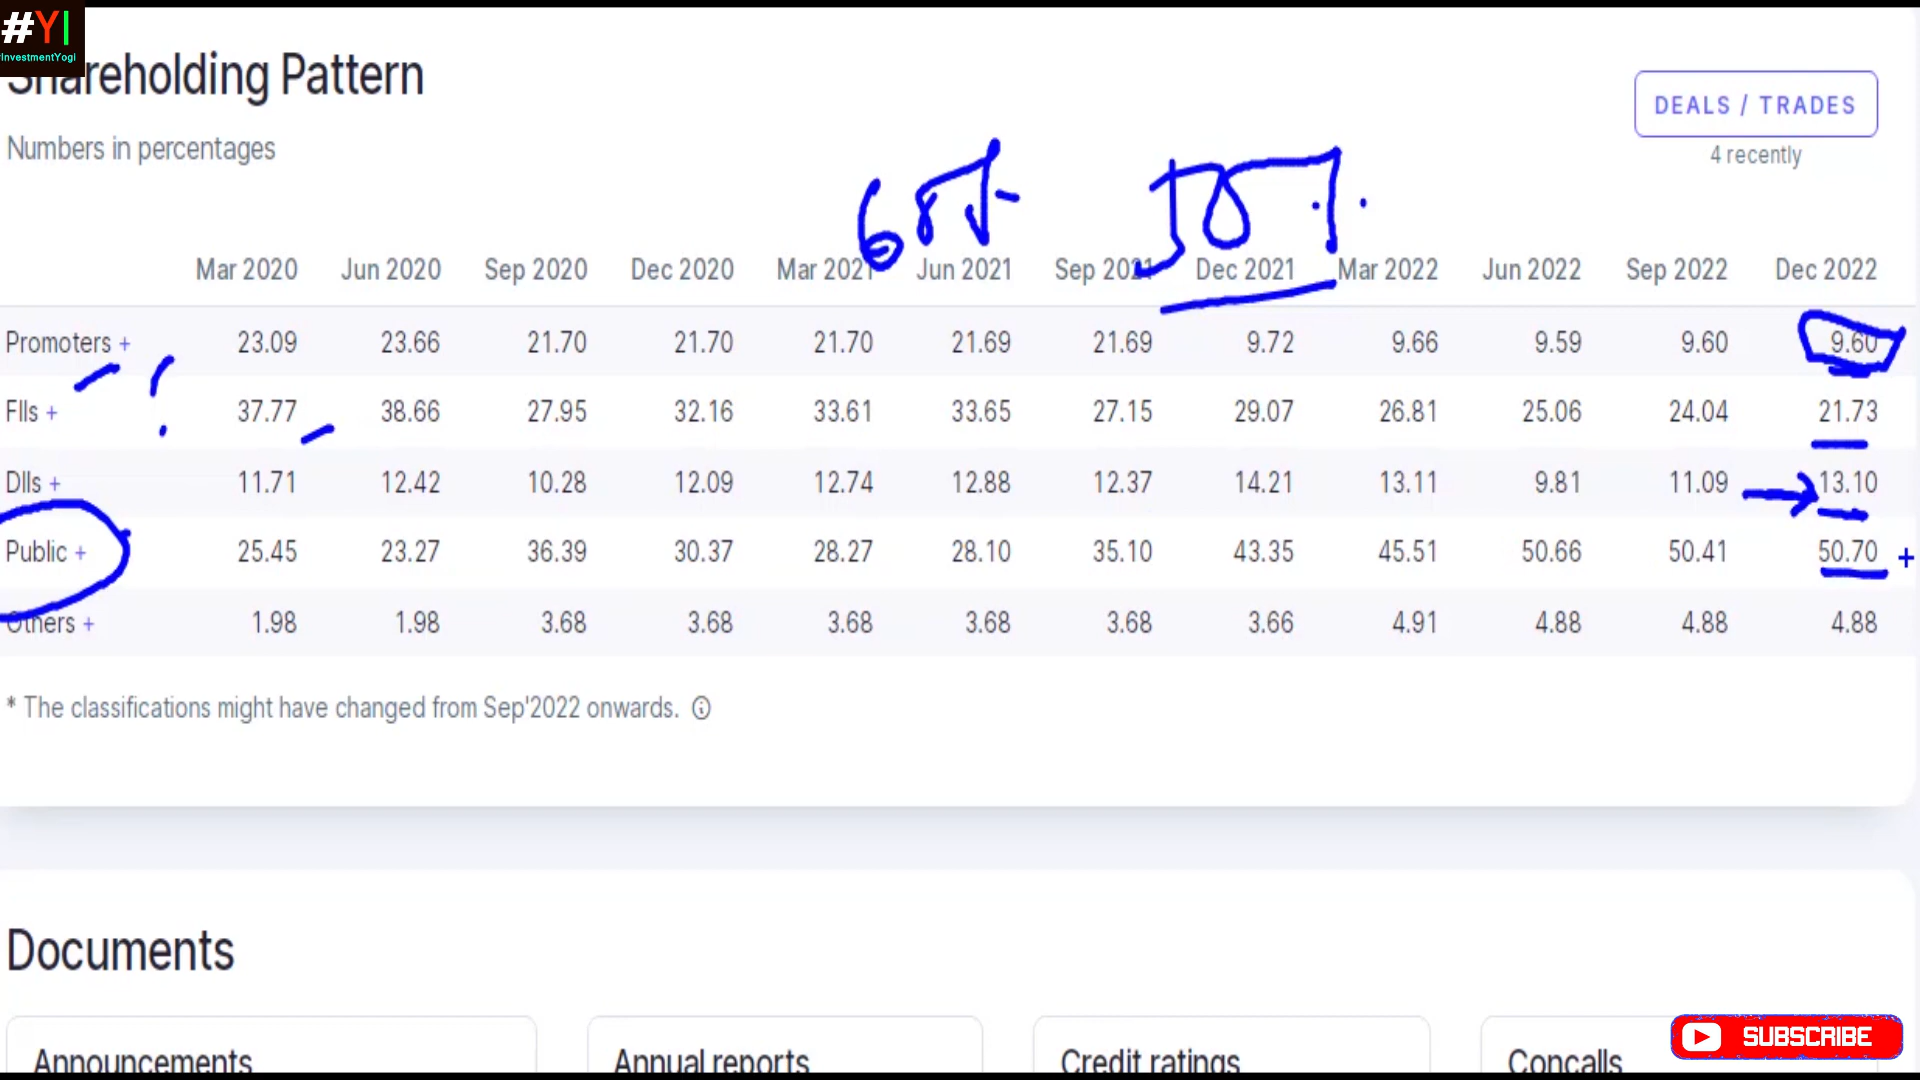 #YI
#InvestmentYogi
Shareholding Pattern
DEALS / TRADES
Numbers in percentages
4 recently
Mar 2020 Jun 2020 Sep 2020 Dec 2020 Mar 2021 Jun 2021 Sep 2021 Dec 2021 Mar 2022 Jun 2022 Sep 2022 Dec 2022
Promoters + 23.09 23.66 21.70 21.70 21.70 21.69 21.69 9.72 9.66 9.59 9.60 9.60
FIIs + 37.77 38.66 27.95 32.16 33.61 33.65 27.15 29.07 26.81 25.06 24.04 21.73
DIIs + 11.71 12.42 10.28 12.09 12.74 12.88 12.37 14.21 13.11 9.81 11.09 13.10
Public + 25.45 23.27 36.39 30.37 28.27 28.10 35.10 43.35 45.51 50.66 50.41 50.70
Others + 1.98 1.98 3.68 3.68 3.68 3.68 3.68 3.66 4.91 4.88 4.88 4.88
* The classifications might have changed from Sep'2022 onwards.
Documents
Announcements
Annual reports
Credit ratings
Concalls
SUBSCRIBE